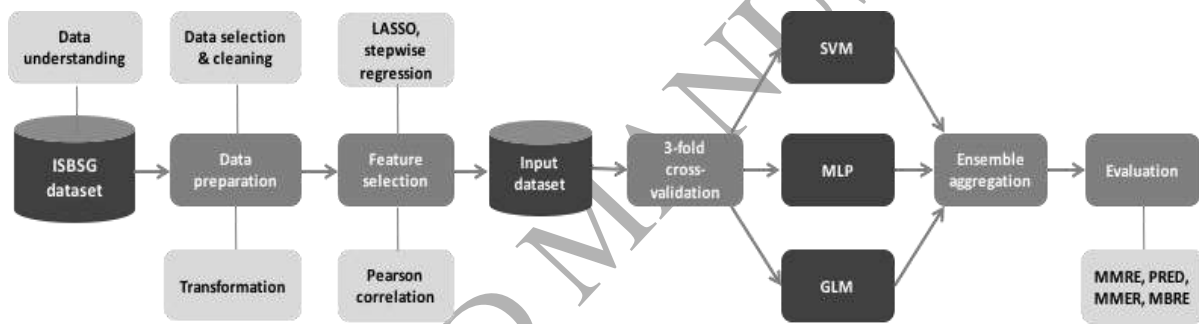 Data
understanding
ISBSG
dataset
Data selection
& cleaning
Data
preparation
Transformation
LASSO,
stepwise
regression
Feature
selection
Pearson
correlation
Input
dataset
3-fold
cross-
validation
SVM
MLP
GLM
Ensemble
aggregation
Evaluation
MMRE, PRED,
MMER, MBRE